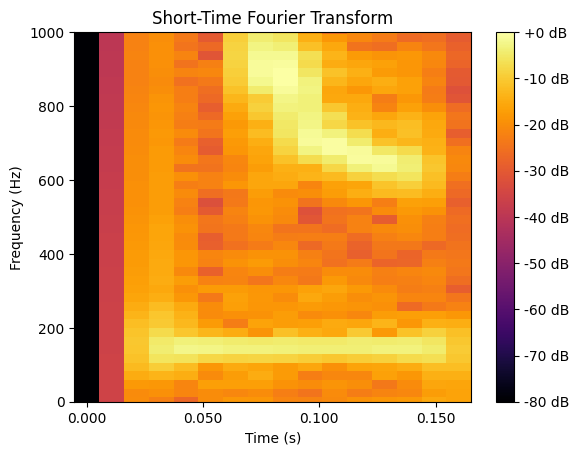 Short-Time Fourier Transform
Frequency (Hz)
1000
800
600
400
200
0
0.000
0.050
0.100
0.150
Time (s)
+0 dB
-10 dB
-20 dB
-30 dB
-40 dB
-50 dB
-60 dB
-70 dB
-80 dB